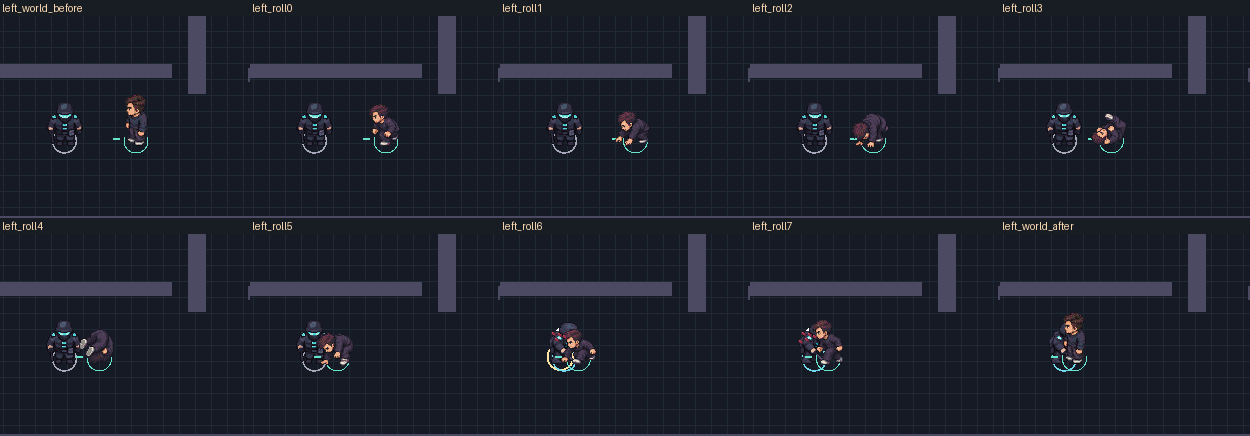 left_world_before
left_roll0
left_roll1
left_roll2
left_roll3
left_roll4
left_roll5
left_roll6
left_roll7
left_world_after